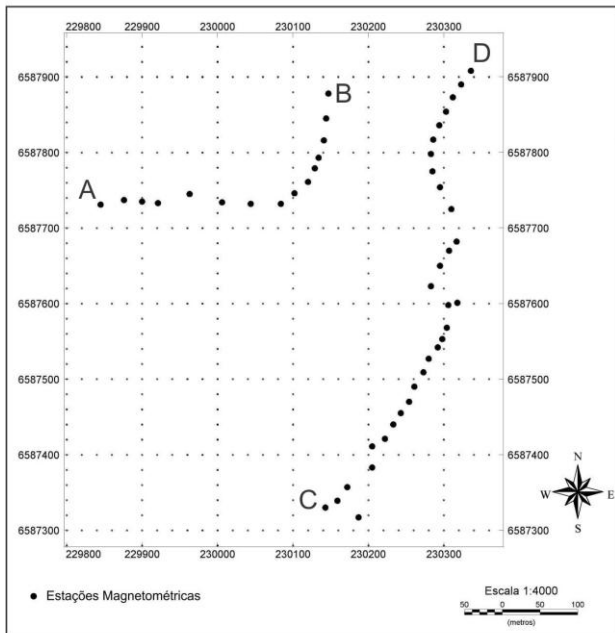 229800 229900 230000 230100 230200 230300
D
6587900 6587900
B
6587800 6587800
A
6587700 6587700
6587600 6587600
6587500 6587500
6587400 6587400
N
C
W E
S
6587300 6587300
229800 229900 230000 230100 230200 230300
Estações Magnetométricas
Escala 1:4000
50 0 50 100
(metros)